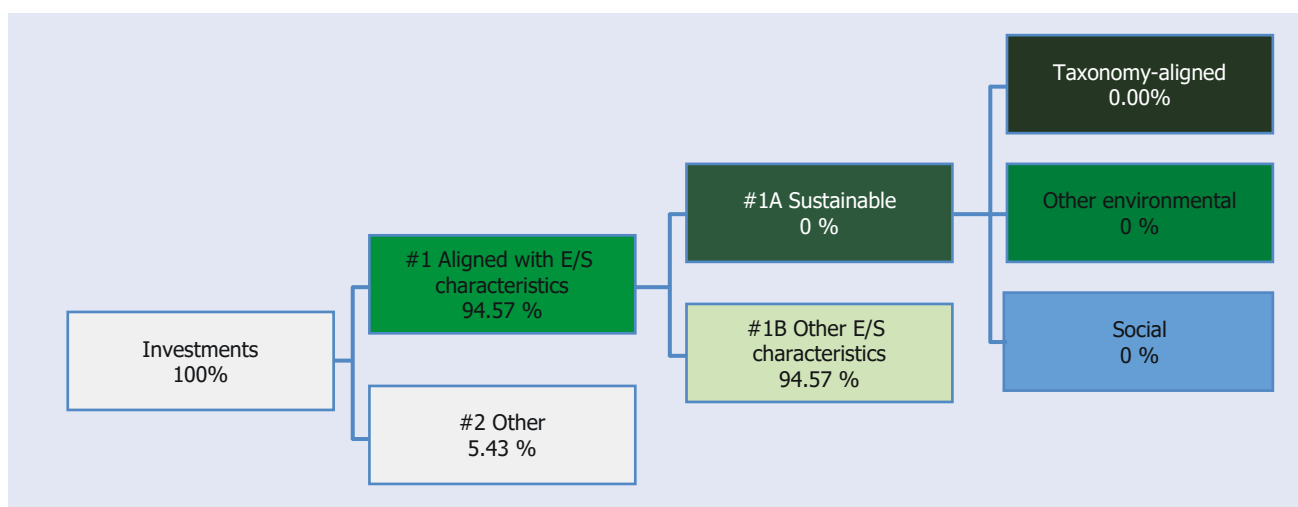 Investments
100%
#1 Aligned with E/S
characteristics
94.57 %
#2 Other
5.43 %
#1A Sustainable
0 %
#1B Other E/S
characteristics
94.57 %
Taxonomy-aligned
0.00%
Other environmental
0 %
Social
0 %